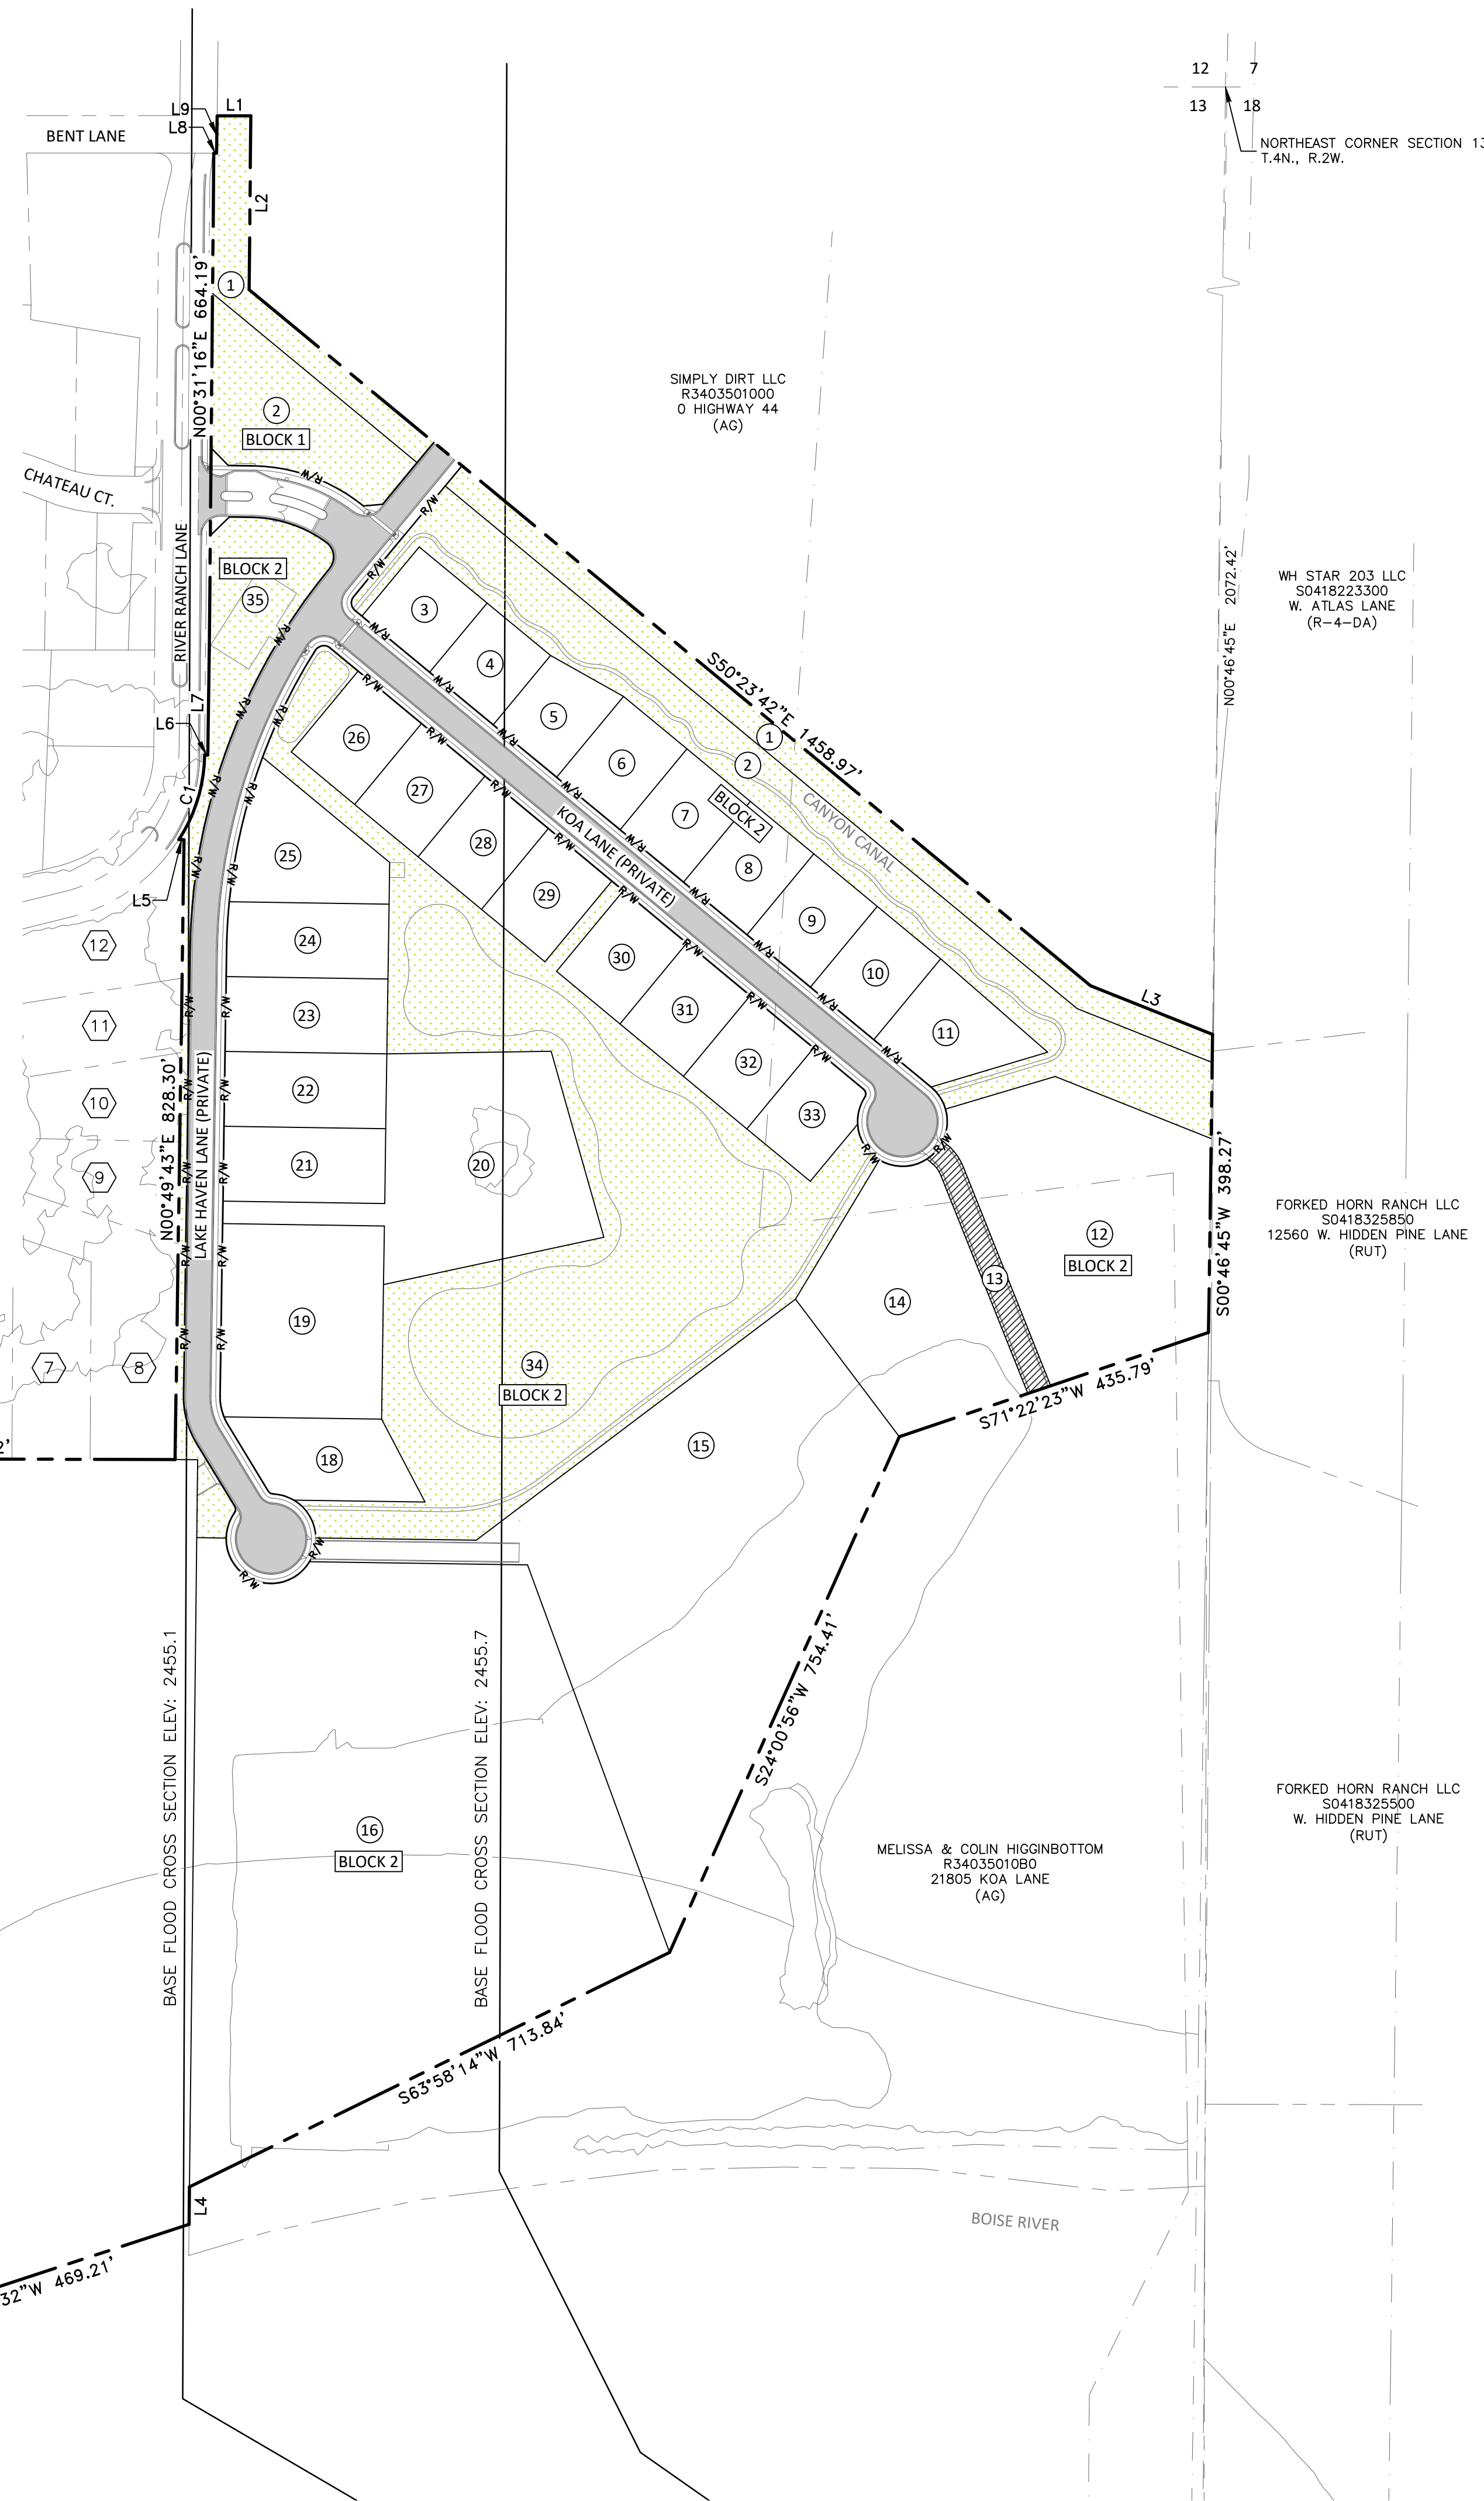 12
7
13
18
NORTHEAST CORNER SECTION 13
T.4N., R.2W.
L9
L1
L8
BENT LANE
L2
1
N00°31'16"E 664.19'
SIMPLY DIRT LLC
R3403501000
0 HIGHWAY 44
(AG)
2
BLOCK 1
R/W
CHATEAU CT.
R/W
RIVER RANCH LANE
N00°46'45"E 2072.42'
WH STAR 203 LLC
S0418223300
W. ATLAS LANE
(R-4-DA)
BLOCK 2
35
R/W
R/W
R/W
3
R/W
4
S50°23'42"E 1458.97'
R/W
R/W
L7
L6
R/W
R/W
5
26
R/W
R/W
1
6
2
C1
R/W
R/W
27
R/W
R/W
BLOCK 2
CANYON CANAL
7
KOA LANE (PRIVATE)
R/W
28
R/W
25
R/W
R/W
8
L5
29
R/W
R/W
9
12
24
R/W
R/W
30
10
L3
11
R/W
R/W
23
31
R/W
R/W
11
R/W
R/W
32
22
10
R/W
R/W
33
N00°49'43"E 828.30'
LAKE HAVEN LANE (PRIVATE)
R/W
R/W
9
R/W
R/W
21
20
S00°46'45"W 398.27'
FORKED HORN RANCH LLC
S0418325850
12560 W. HIDDEN PINE LANE
(RUT)
12
BLOCK 2
R/W
R/W
13
14
19
R/W
R/W
7
8
34
BLOCK 2
S71°22'23"W 435.79'
2'
18
15
R/W
R/W
S24°00'56"W 754.41'
BASE FLOOD CROSS SECTION ELEV: 2455.1
BASE FLOOD CROSS SECTION ELEV: 2455.7
FORKED HORN RANCH LLC
S0418325500
W. HIDDEN PINE LANE
(RUT)
16
BLOCK 2
MELISSA & COLIN HIGGINBOTTOM
R34035010B0
21805 KOA LANE
(AG)
S63°58'14"W 713.84'
L4
BOISE RIVER
32"W 469.21'